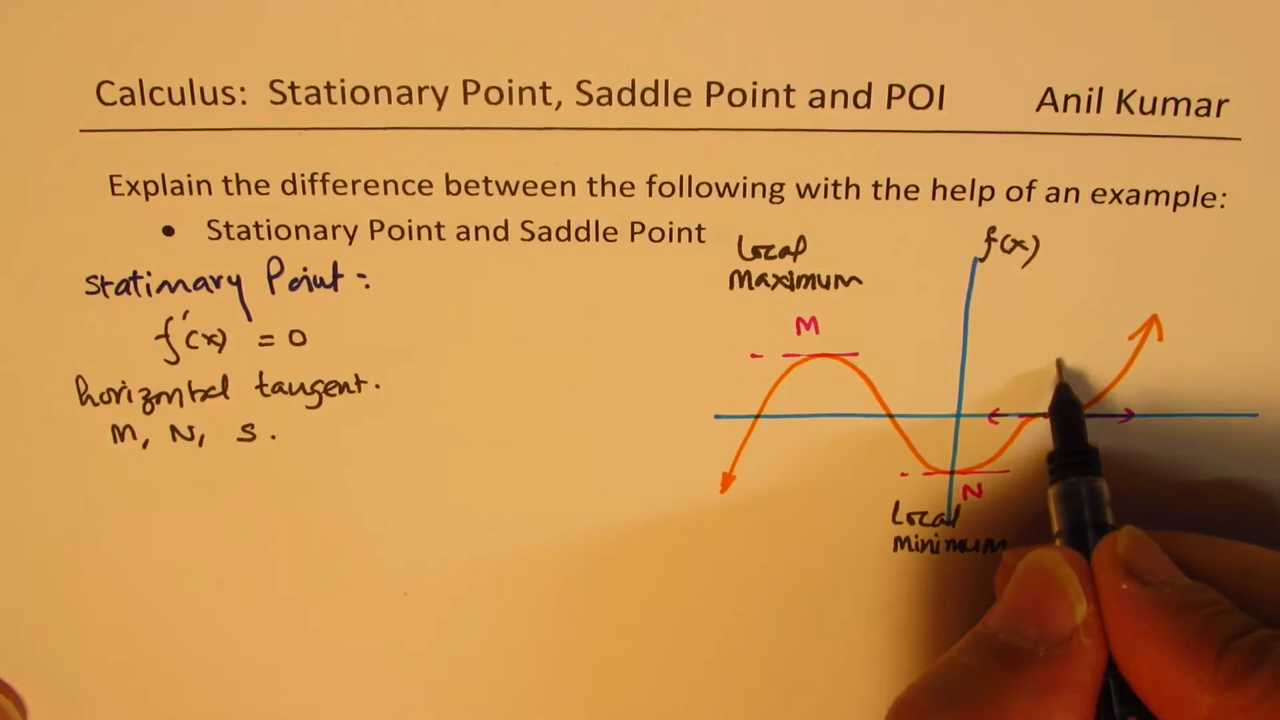 Calculus: Stationary Point, Saddle Point and POI Anil Kumar
Explain the difference between the following with the help of an example:
• Stationary Point and Saddle Point
Stationary Point :
f'(x) = 0
horizontal tangent.
M, N, S.
Local
Maximum
M
f(x)
N
Local
Minimum